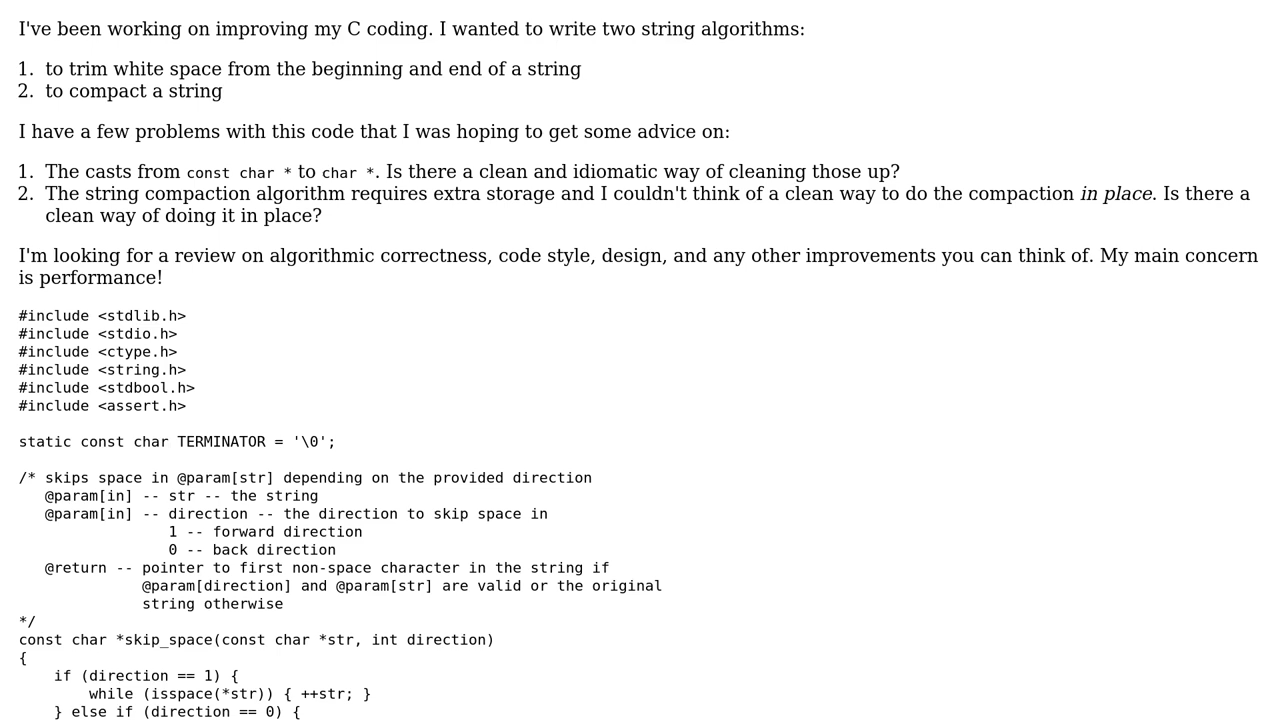 I've been working on improving my C coding. I wanted to write two string algorithms:
1. to trim white space from the beginning and end of a string
2. to compact a string
I have a few problems with this code that I was hoping to get some advice on:
1. The casts from const char * to char *. Is there a clean and idiomatic way of cleaning those up?
2. The string compaction algorithm requires extra storage and I couldn't think of a clean way to do the compaction in place. Is there a
clean way of doing it in place?
I'm looking for a review on algorithmic correctness, code style, design, and any other improvements you can think of. My main concern
is performance!
#include <stdlib.h>
#include <stdio.h>
#include <ctype.h>
#include <string.h>
#include <stdbool.h>
#include <assert.h>
static const char TERMINATOR = '\0';
/* skips space in @param[str] depending on the provided direction
   @param[in] -- str -- the string
   @param[in] -- direction -- the direction to skip space in
                 1 -- forward direction
                 0 -- back direction
   @return -- pointer to first non-space character in the string if
              @param[direction] and @param[str] are valid or the original
              string otherwise
*/
const char *skip_space(const char *str, int direction)
{
    if (direction == 1) {
        while (isspace(*str)) { ++str; }
    } else if (direction == 0) {